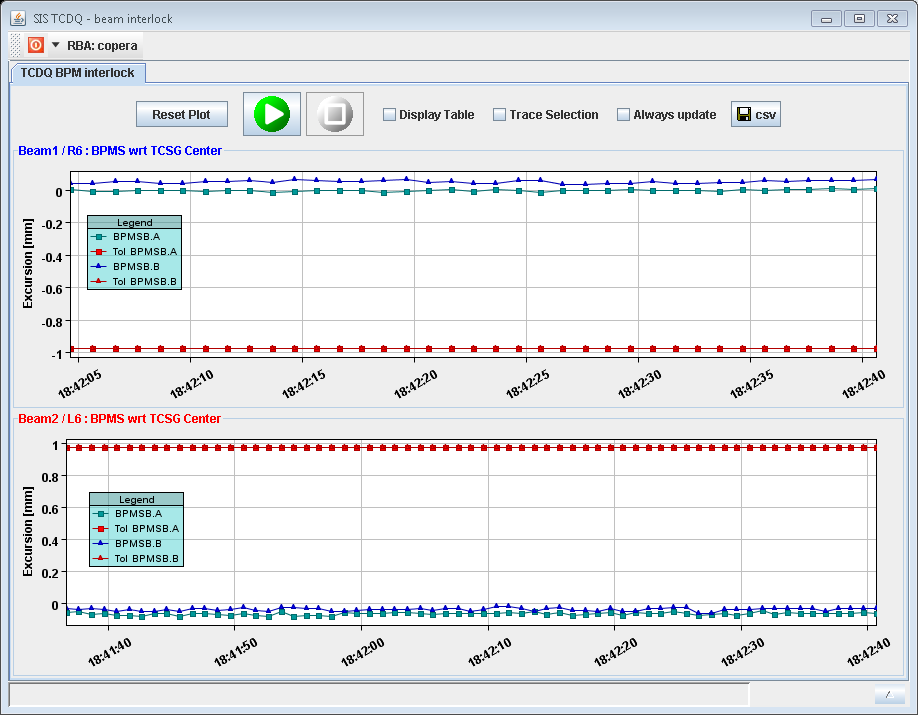 SIS TCDQ - beam interlock
RBA: copera
TCDQ BPM interlock
Reset Plot
Display Table
Trace Selection
Always update
csv
Beam1 / R6 : BPMS wrt TCSG Center
Excursion [mm]
0
-0.2
-0.4
-0.6
-0.8
-1
Legend
BPMSB.A
Tol BPMSB.A
BPMSB.B
Tol BPMSB.B
18:42:05 18:42:10 18:42:15 18:42:20 18:42:25 18:42:30 18:42:35 18:42:40
Beam2 / L6 : BPMS wrt TCSG Center
Excursion [mm]
1
0.8
0.6
0.4
0.2
0
Legend
BPMSB.A
Tol BPMSB.A
BPMSB.B
Tol BPMSB.B
18:41:40 18:41:50 18:42:00 18:42:10 18:42:20 18:42:30 18:42:40